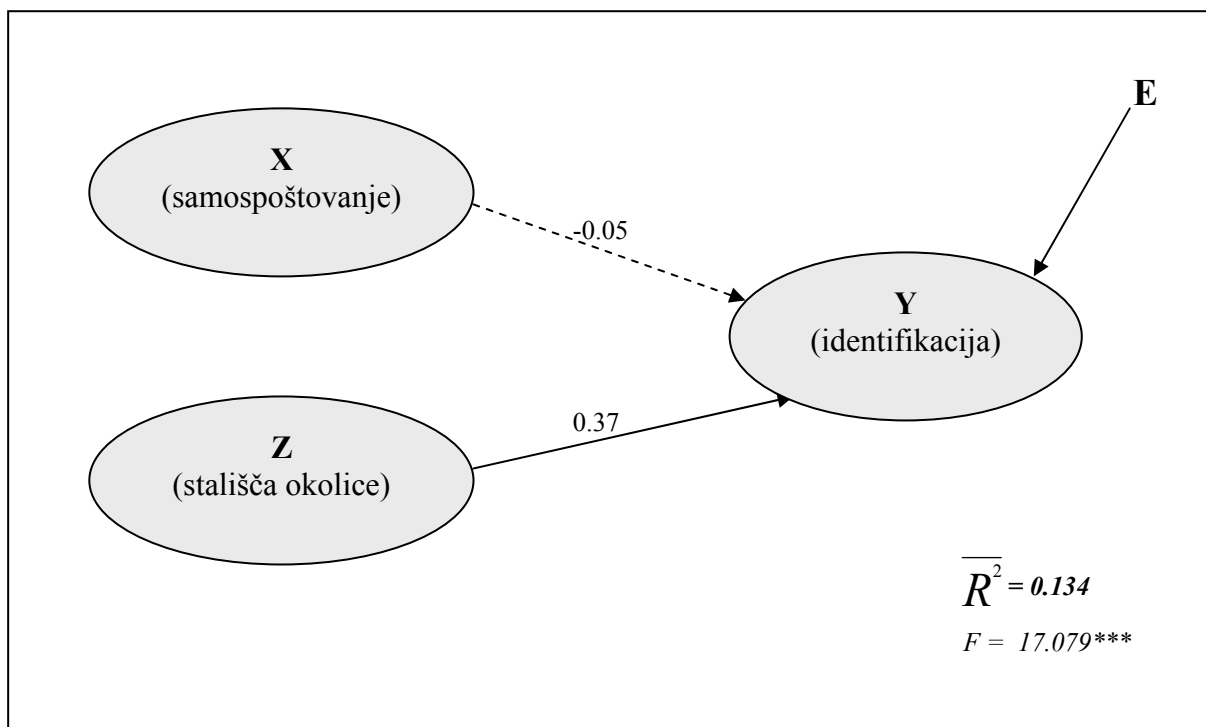 E
X
(samospoštovanje)
-0.05
Y
(identifikacija)
0.37
Z
(stališča okolice)
R² = 0.134
F = 17.079***